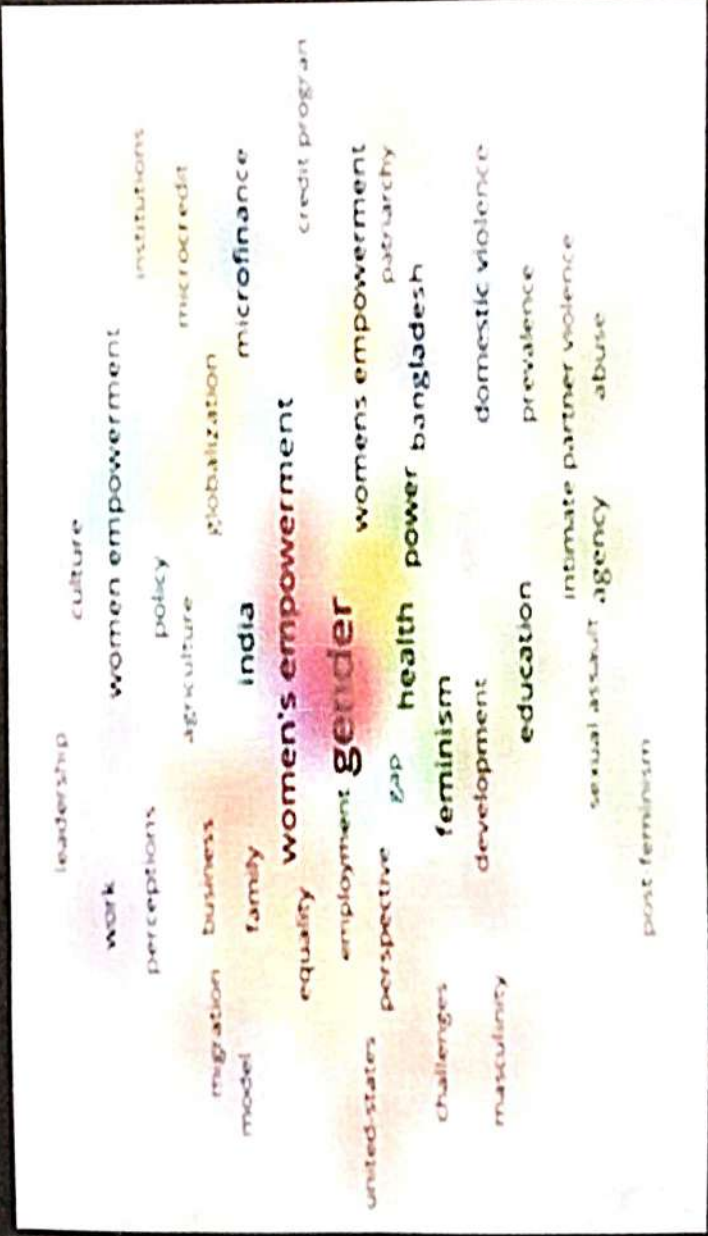 leadership
culture
work
women empowerment
perceptions
policy
institutions
agriculture
microcredit
business
globalization
migration
family
india
microfinance
model
women's empowerment
equality
credit progran
employment
gender
womens empowerment
united-states
perspective
gap
health
power
bangladesh
patriarchy
challenges
feminism
development
domestic violence
masculinity
education
prevalence
intimate partner violence
sexual assault
agency
abuse
post-feminism